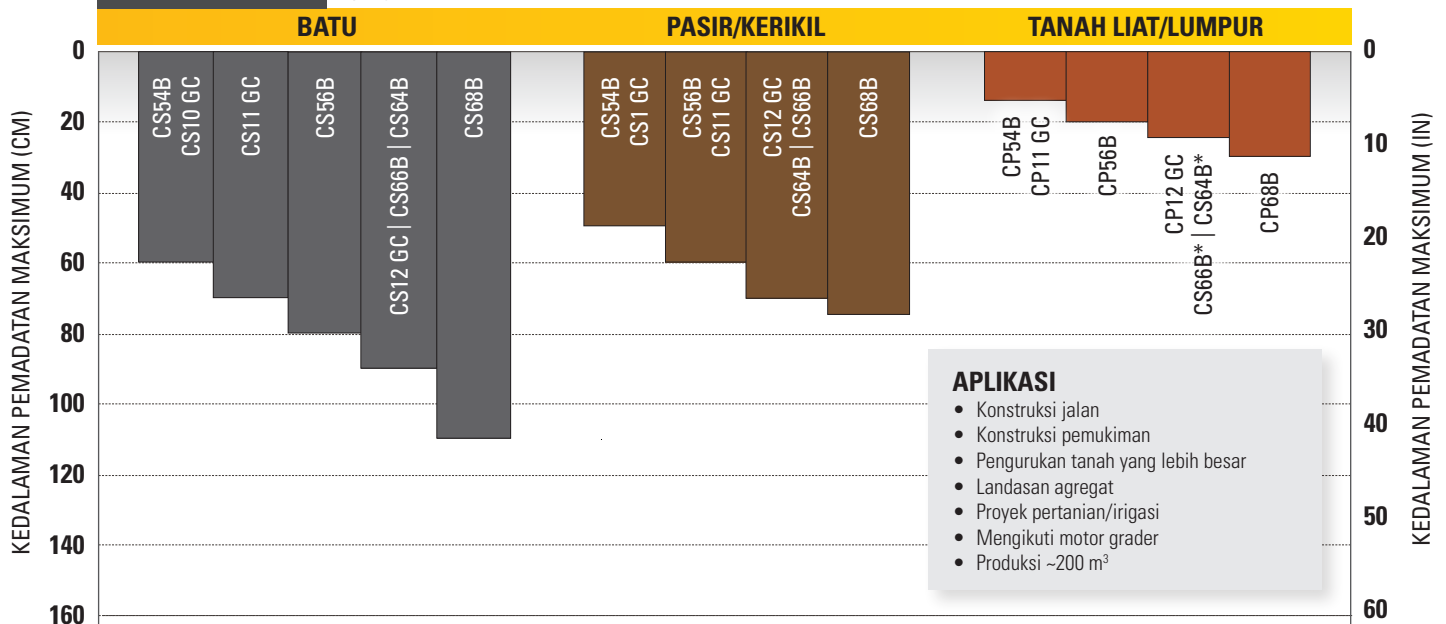 BATU
PASIR/KERIKIL
TANAH LIAT/LUMPUR
KEDALAMAN PEMADATAN MAKSIMUM (CM)
0
20
40
60
80
100
120
140
160
CS54B
CS10 GC
CS11 GC
CS56B
CS12 GC | CS66B | CS64B
CS68B
CS54B
CS1 GC
CS56B
CS11 GC
CS12 GC
CS64B | CS66B
CS68B
CP54B
CP11 GC
CP56B
CP12 GC
CS66B* | CS64B*
CP68B
APLIKASI
• Konstruksi jalan
• Konstruksi pemukiman
• Pengurukan tanah yang lebih besar
• Landasan agregat
• Proyek pertanian/irigasi
• Mengikuti motor grader
• Produksi ~200 m³
0
10
20
30
40
50
60
KEDALAMAN PEMADATAN MAKSIMUM (IN)